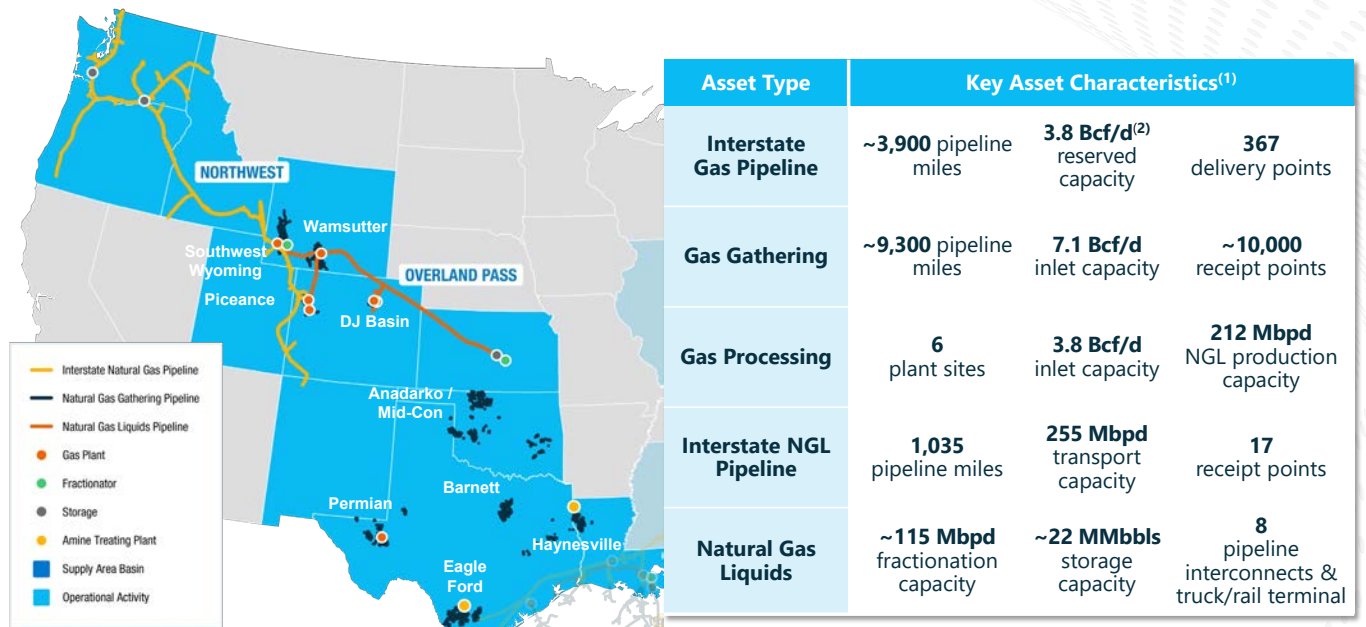 NORTHWEST
Wamsutter
Southwest
Wyoming
OVERLAND PASS
Piceance
DJ Basin
Anadarko /
Mid-Con
Barnett
Permian
Haynesville
Eagle
Ford
Interstate Natural Gas Pipeline
Natural Gas Gathering Pipeline
Natural Gas Liquids Pipeline
Gas Plant
Fractionator
Storage
Amine Treating Plant
Supply Area Basin
Operational Activity
Asset Type
Key Asset Characteristics(1)
Interstate
Gas Pipeline
~3,900 pipeline
miles
3.8 Bcf/d(2)
reserved
capacity
367
delivery points
Gas Gathering
~9,300 pipeline
miles
7.1 Bcf/d
inlet capacity
~10,000
receipt points
Gas Processing
6
plant sites
3.8 Bcf/d
inlet capacity
212 Mbpd
NGL production
capacity
Interstate NGL
Pipeline
1,035
pipeline miles
255 Mbpd
transport
capacity
17
receipt points
Natural Gas
Liquids
~115 Mbpd
fractionation
capacity
~22 MMbbls
storage
capacity
8
pipeline
interconnects &
truck/rail terminal